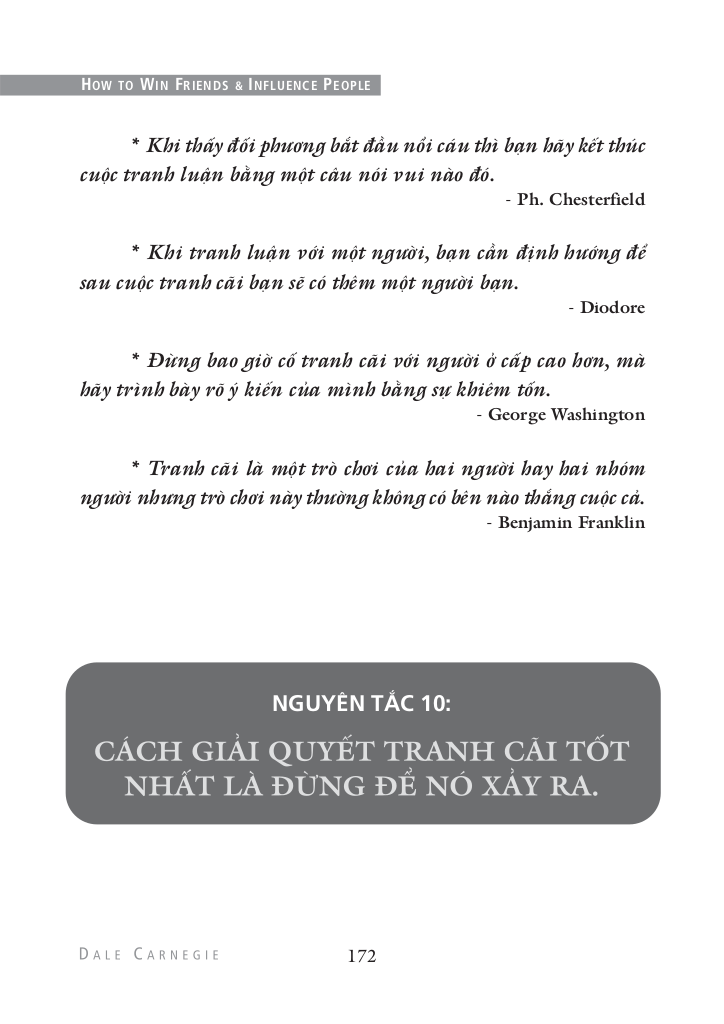 HOW TO WIN FRIENDS & INFLUENCE PEOPLE
* Khi thấy đối phương bắt đầu nổi cáu thì bạn hãy kết thúc
cuộc tranh luận bằng một câu nói vui nào đó.
- Ph. Chesterfield
* Khi tranh luận với một người, bạn cần định hướng để
sau cuộc tranh cãi bạn sẽ có thêm một người bạn.
- Diodore
* Đừng bao giờ cố tranh cãi với người ở cấp cao hơn, mà
hãy trình bày rõ ý kiến của mình bằng sự khiêm tốn.
- George Washington
* Tranh cãi là một trò chơi của hai người hay hai nhóm
người nhưng trò chơi này thường không có bên nào thắng cuộc cả.
- Benjamin Franklin
NGUYÊN TẮC 10:
CÁCH GIẢI QUYẾT TRANH CÃI TỐT
NHẤT LÀ ĐỪNG ĐỂ NÓ XẢY RA.
DALE CARNEGIE 172